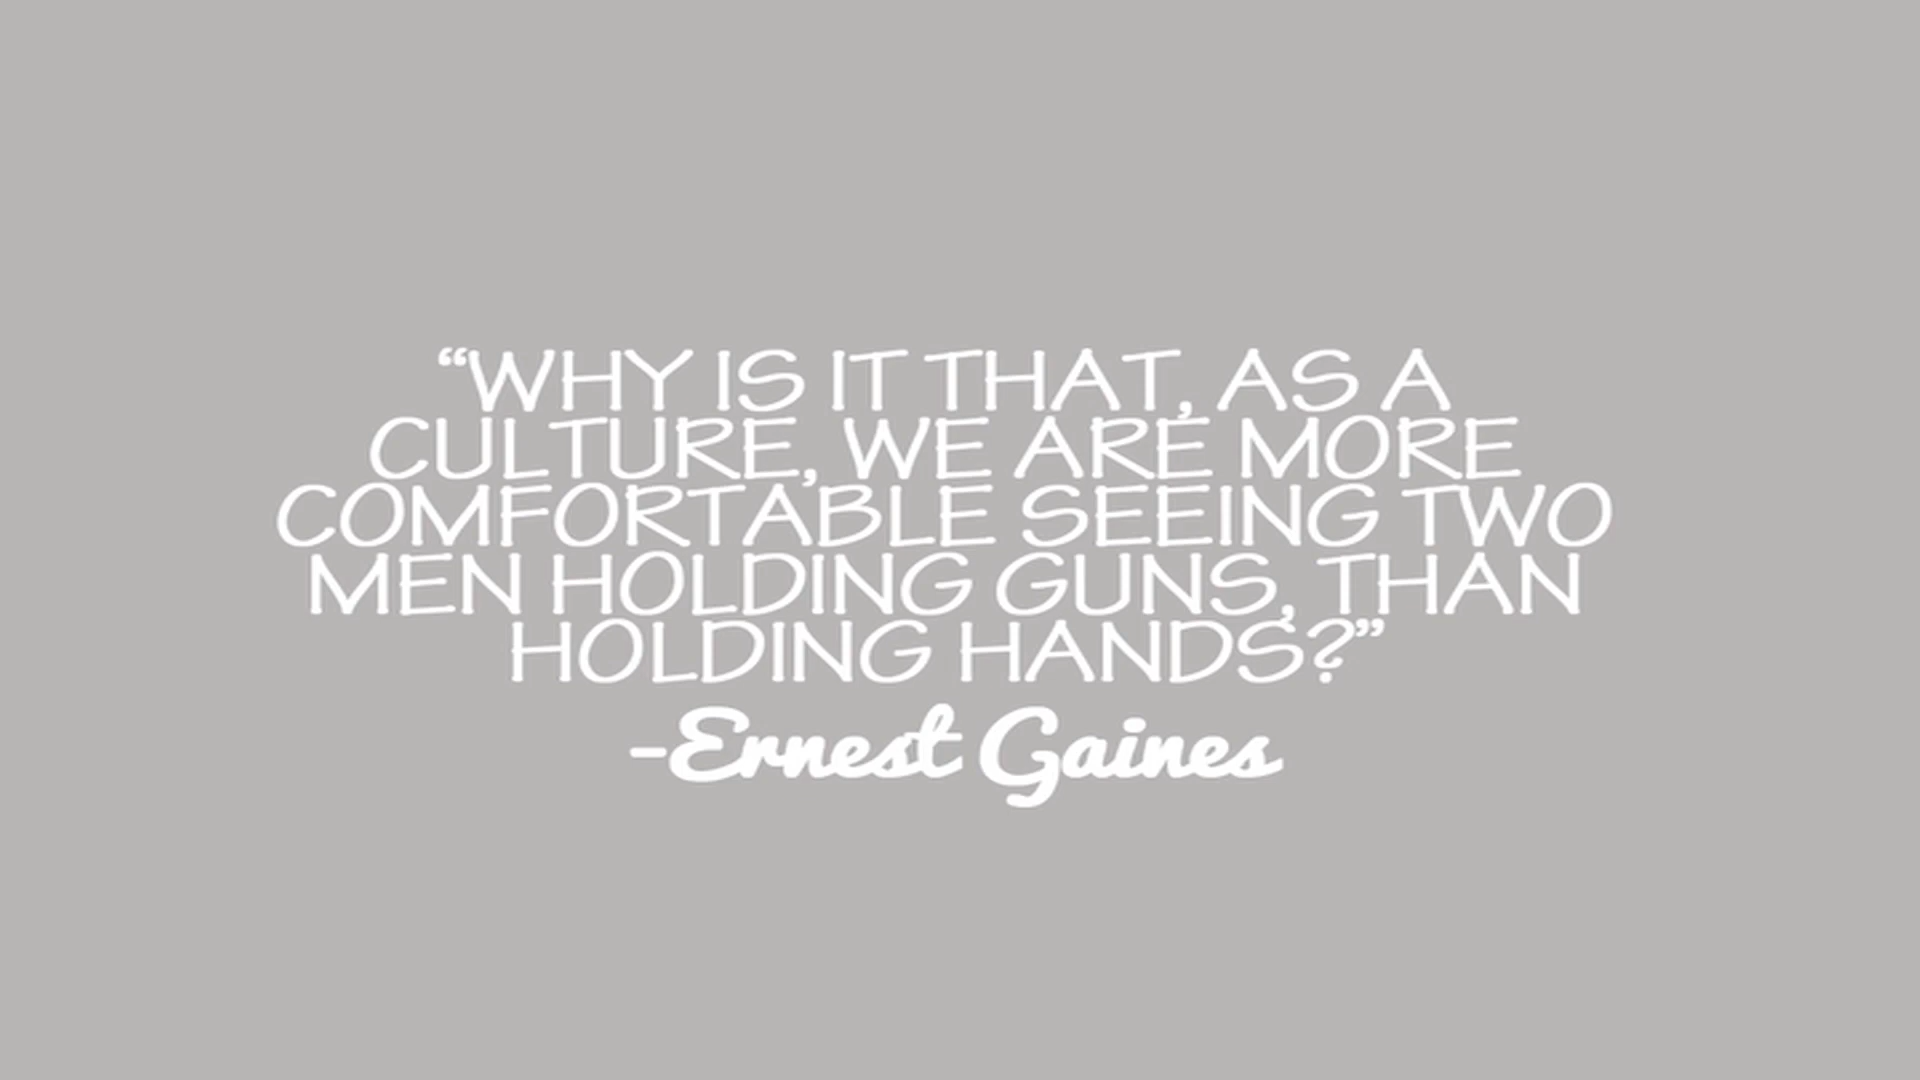 “WHY IS IT THAT, AS A
CULTURE, WE ARE MORE
COMFORTABLE SEEING TWO
MEN HOLDING GUNS, THAN
HOLDING HANDS?”
-Ernest Gaines